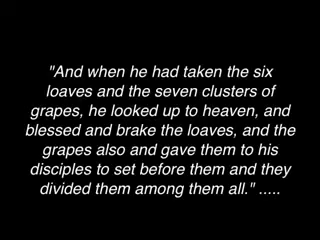 "And when he had taken the six
loaves and the seven clusters of
grapes, he looked up to heaven, and
blessed and brake the loaves, and the
grapes also and gave them to his
disciples to set before them and they
divided them among them all." .....